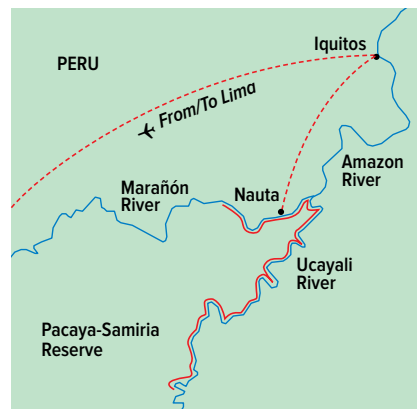 Iquitos
PERU
From/To Lima
Amazon
River
Marañón
River
Nauta
Ucayali
River
Pacaya-Samiria
Reserve